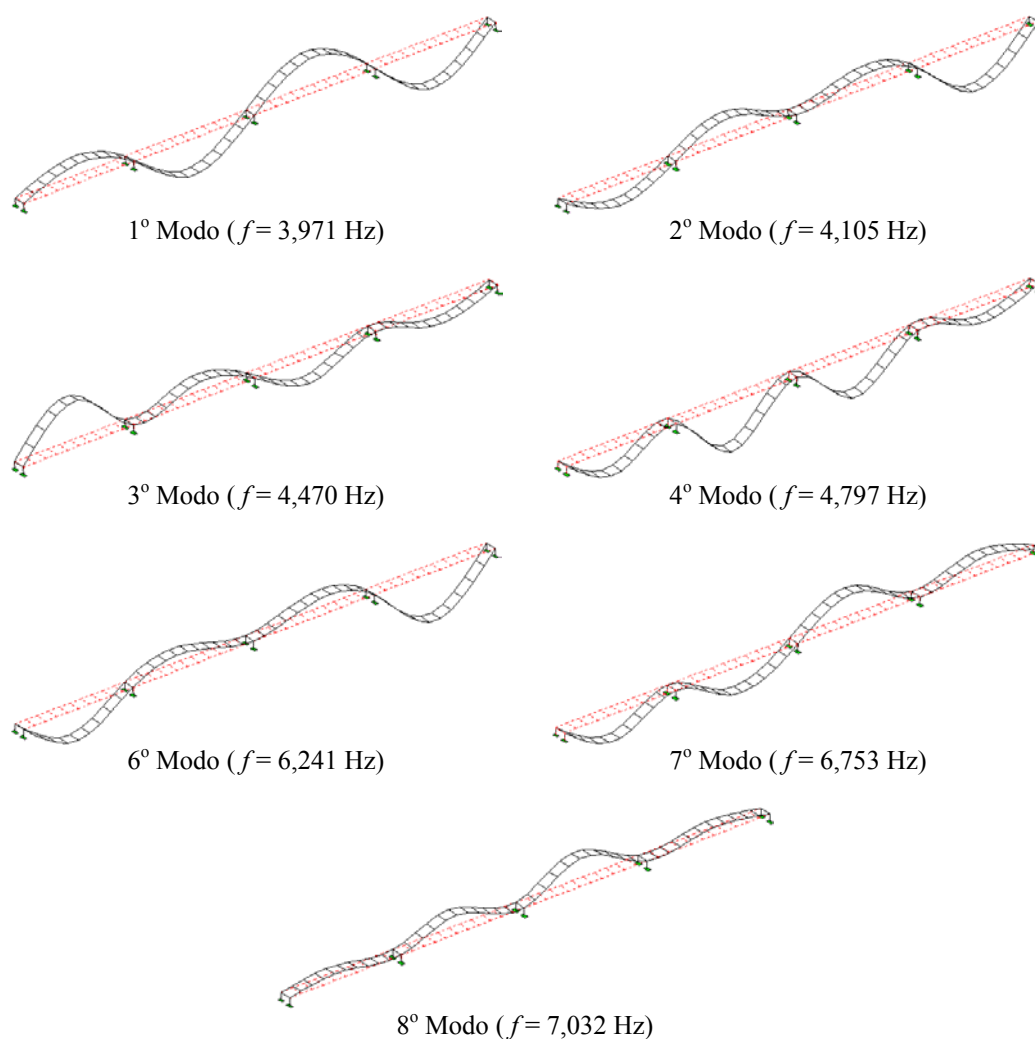 1º Modo (f = 3,971 Hz)
2º Modo (f = 4,105 Hz)
3º Modo (f = 4,470 Hz)
4º Modo (f = 4,797 Hz)
6º Modo (f = 6,241 Hz)
7º Modo (f = 6,753 Hz)
8º Modo (f = 7,032 Hz)